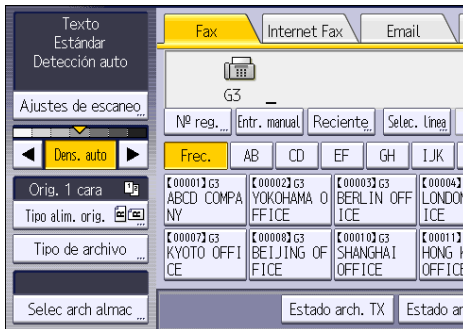 Texto
Estándar
Detección auto
Ajustes de escaneo
Dens. auto
Orig. 1 cara
Tipo alim. orig.
Tipo de archivo
Selec arch almac
Fax
Internet Fax
Email
G3 _
Nº reg.
Entr. manual
Reciente
Selec. línea
Frec.
AB
CD
EF
GH
IJK
【00001】G3
ABCD COMPA
NY
【00002】G3
YOKOHAMA O
FFICE
【00003】G3
BERLIN OFF
ICE
【00004】
LONDON
ICE
【00007】G3
KYOTO OFFI
CE
【00008】G3
BEIJING OF
FICE
【00010】G3
SHANGHAI
OFFICE
【00011】
HONG
OFFICE
Estado arch. TX
Estado